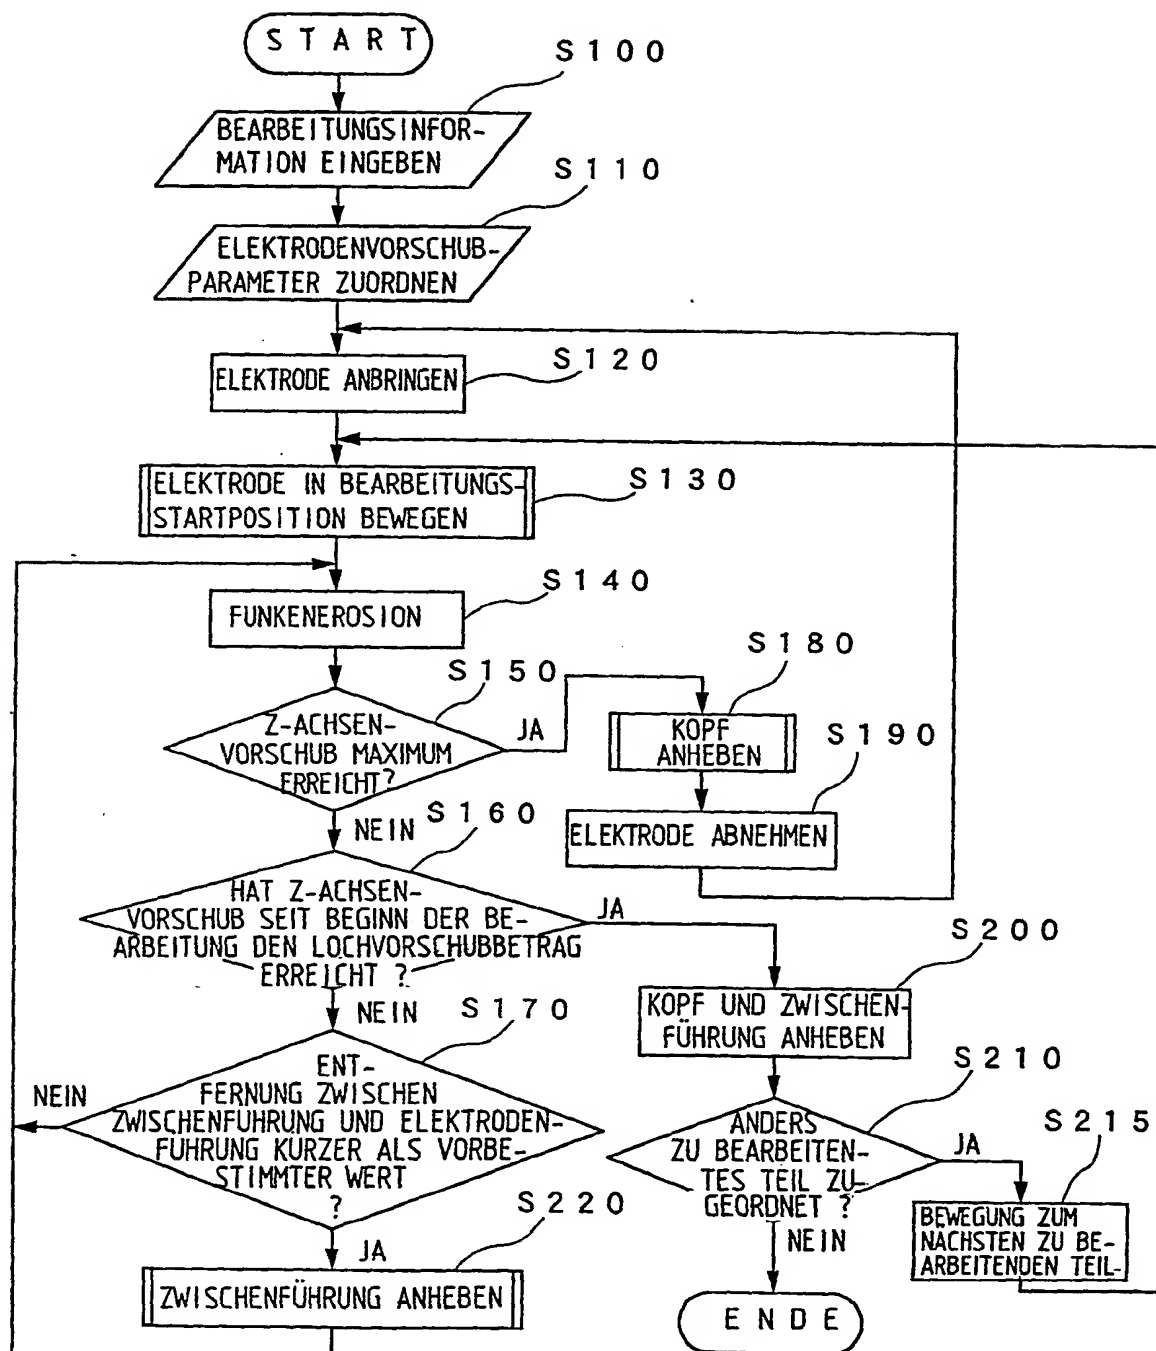 START
S100
BEARBEITUNGSINFOR-
MATION EINGEBEN
S110
ELEKTRODENVORSCHUB-
PARAMETER ZUORDNEN
S120
ELEKTRODE ANBRINGEN
S130
ELEKTRODE IN BEARBEITUNGS-
STARTPOSITION BEWEGEN
S140
FUNKENEROSION
S150
Z-ACHSEN-
VORSCHUB MAXIMUM
ERREICHT?
JA
S180
KOPF
ANHEBEN
S190
ELEKTRODE ABNEHMEN
NEIN
S160
HAT Z-ACHSEN-
VORSCHUB SEIT BEGINN DER BE-
ARBEITUNG DEN LOCHVORSCHUBBETRAG
ERREICHT ?
JA
S200
KOPF UND ZWISCHEN-
FÜHRUNG ANHEBEN
NEIN
S170
ENT-
FERNUNG ZWISCHEN
ZWISCHENFUHRUNG UND ELEKTRODEN-
FUHRUNG KURZER ALS VORBE-
STIMMTER WERT
?
NEIN
S210
ANDERS
ZU BEARBEITEN-
TES TEIL ZU-
GEORDNET ?
JA
S215
BEWEGUNG ZUM
NACHSTEN ZU BE-
ARBEITENDEN TEIL-
JA
S220
ZWISCHENFÜHRUNG ANHEBEN
NEIN
ENDE